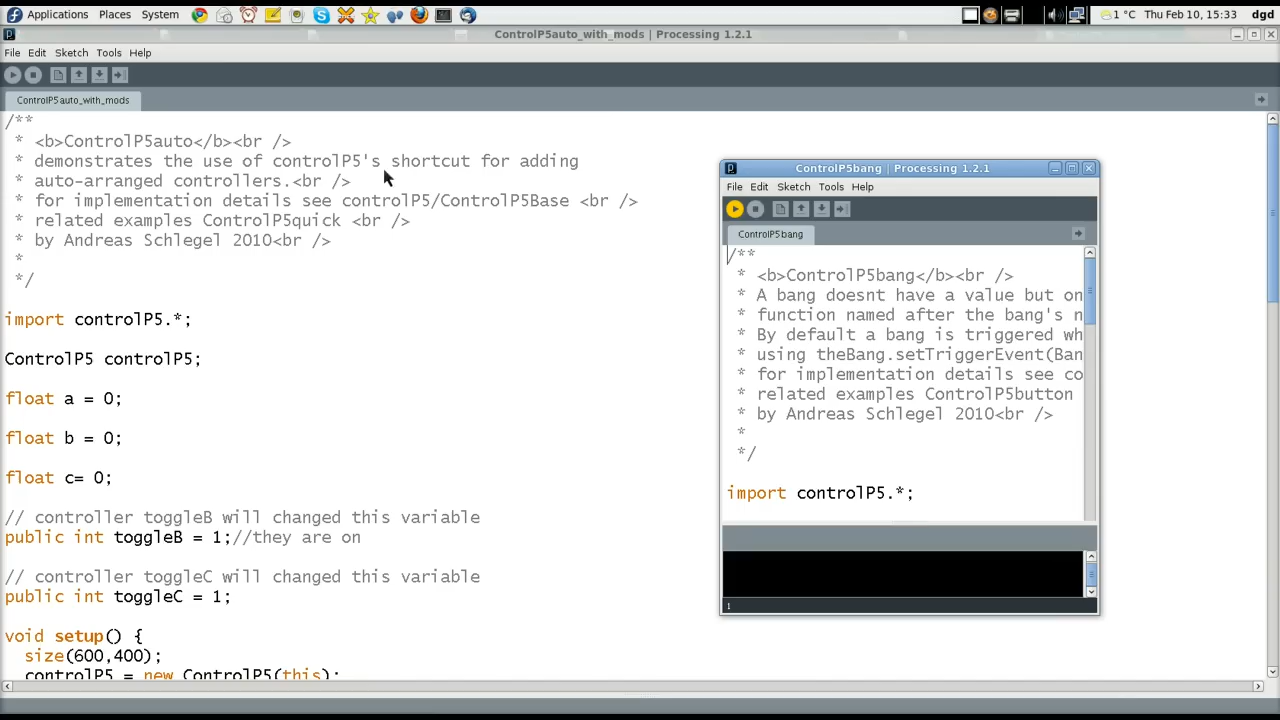 Applications Places System
1 °C Thu Feb 10, 15:33 dgd
ControlP5auto_with_mods | Processing 1.2.1
File Edit Sketch Tools Help
ControlP5auto_with_mods
/**
* <b>ControlP5auto</b><br />
* demonstrates the use of controlP5's shortcut for adding
* auto-arranged controllers.<br />
* for implementation details see controlP5/ControlP5Base <br />
* related examples ControlP5quick <br />
* by Andreas Schlegel 2010<br />
*
*/
import controlP5.*;
ControlP5 controlP5;
float a = 0;
float b = 0;
float c= 0;
// controller toggleB will changed this variable
public int toggleB = 1;//they are on
// controller toggleC will changed this variable
public int toggleC = 1;
void setup() {
size(600,400);
controlP5 = new ControlP5(this);
ControlP5bang | Processing 1.2.1
File Edit Sketch Tools Help
ControlP5bang
/**
* <b>ControlP5bang</b><br />
* A bang doesnt have a value but on
* function named after the bang's n
* By default a bang is triggered wh
* using theBang.setTriggerEvent(Ban
* for implementation details see co
* related examples ControlP5button
* by Andreas Schlegel 2010<br />
*
*/
import controlP5.*;
1